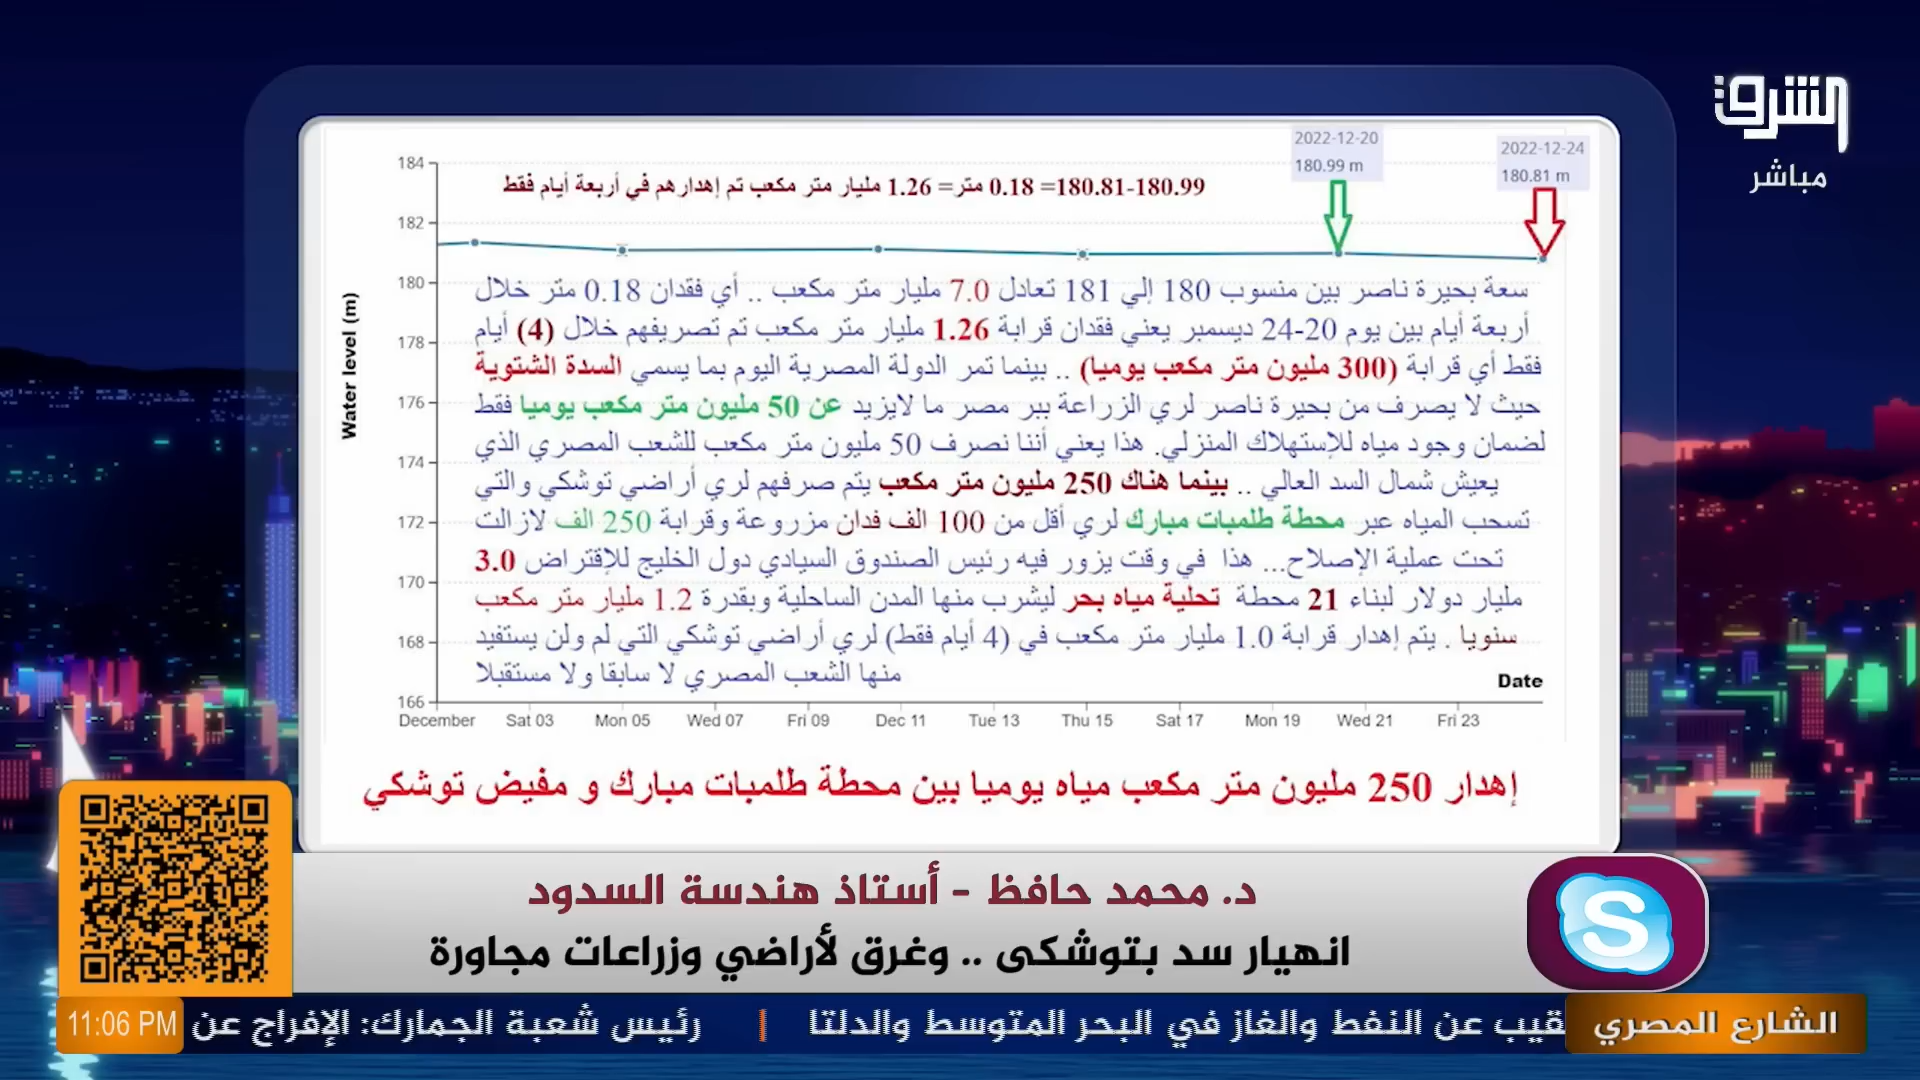 الشرق
مباشر
2022-12-20
180.99 m
2022-12-24
180.81 m
180.99-180.81= 0.18 متر= 1.26 مليار متر مكعب تم إهدارهم في أربعة أيام فقط
184
182
180
178
176
174
172
170
168
166
Water level (m)
سعة بحيرة ناصر بين منسوب 180 إلي 181 تعادل 7.0 مليار متر مكعب .. أي فقدان 0.18 متر خلال
أربعة أيام بين يوم 20-24 ديسمبر يعني فقدان قرابة 1.26 مليار متر مكعب تم تصريفهم خلال (4) أيام
فقط أي قرابة (300 مليون متر مكعب يوميا) .. بينما تمر الدولة المصرية اليوم بما يسمي السدة الشتوية
حيث لا يصرف من بحيرة ناصر لري الزراعة ببر مصر ما لايزيد عن 50 مليون متر مكعب يوميا فقط
لضمان وجود مياه للإستهلاك المنزلي. هذا يعني أننا نصرف 50 مليون متر مكعب للشعب المصري الذي
يعيش شمال السد العالي .. بينما هناك 250 مليون متر مكعب يتم صرفهم لري أراضي توشكي والتي
تسحب المياه عبر محطة طلمبات مبارك لري أقل من 100 الف فدان مزروعة وقرابة 250 الف لازالت
تحت عملية الإصلاح... هذا في وقت يزور فيه رئيس الصندوق السيادي دول الخليج للإقتراض 3.0
مليار دولار لبناء 21 محطة تحلية مياه بحر ليشرب منها المدن الساحلية وبقدرة 1.2 مليار متر مكعب
سنويا . يتم إهدار قرابة 1.0 مليار متر مكعب في (4 أيام فقط) لري أراضي توشكي التي لم ولن يستفيد
منها الشعب المصري لا سابقا ولا مستقبلا
Date
December Sat 03 Mon 05 Wed 07 Fri 09 Dec 11 Tue 13 Thu 15 Sat 17 Mon 19 Wed 21 Fri 23
إهدار 250 مليون متر مكعب مياه يوميا بين محطة طلمبات مبارك و مفيض توشكي
د. محمد حافظ - أستاذ هندسة السدود
انهيار سد بتوشكى .. وغرق لأراضي وزراعات مجاورة
S
الشارع المصري
قيب عن النفط والغاز في البحر المتوسط والدلتا | رئيس شعبة الجمارك: الإفراج عن
11:06 PM